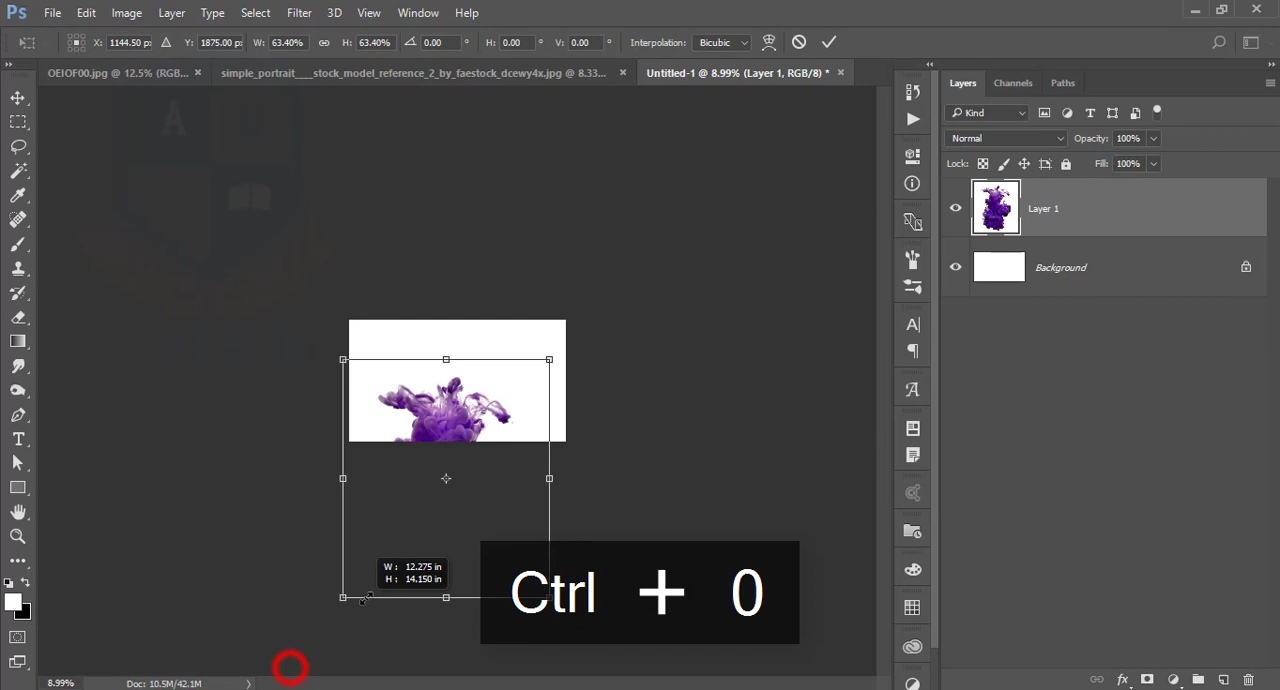 Ps File Edit Image Layer Type Select Filter 3D View Window Help
X: 1144.50 px Y: 1875.00 px W: 63.40% H: 63.40% 0.00 ° H: 0.00 ° V: 0.00 ° Interpolation: Bicubic
OEIOF00.jpg @ 12.5% (RGB... × simple_portrait___stock_model_reference_2_by_faestock_dcewy4x.jpg @ 8.33... × Untitled-1 @ 8.99% (Layer 1, RGB/8) * ×
Layers Channels Paths
Kind
Normal Opacity: 100%
Lock: Fill: 100%
Layer 1
Background
W: 12.275 in
H: 14.150 in
Ctrl + 0
8.99% Doc: 10.5M/42.1M